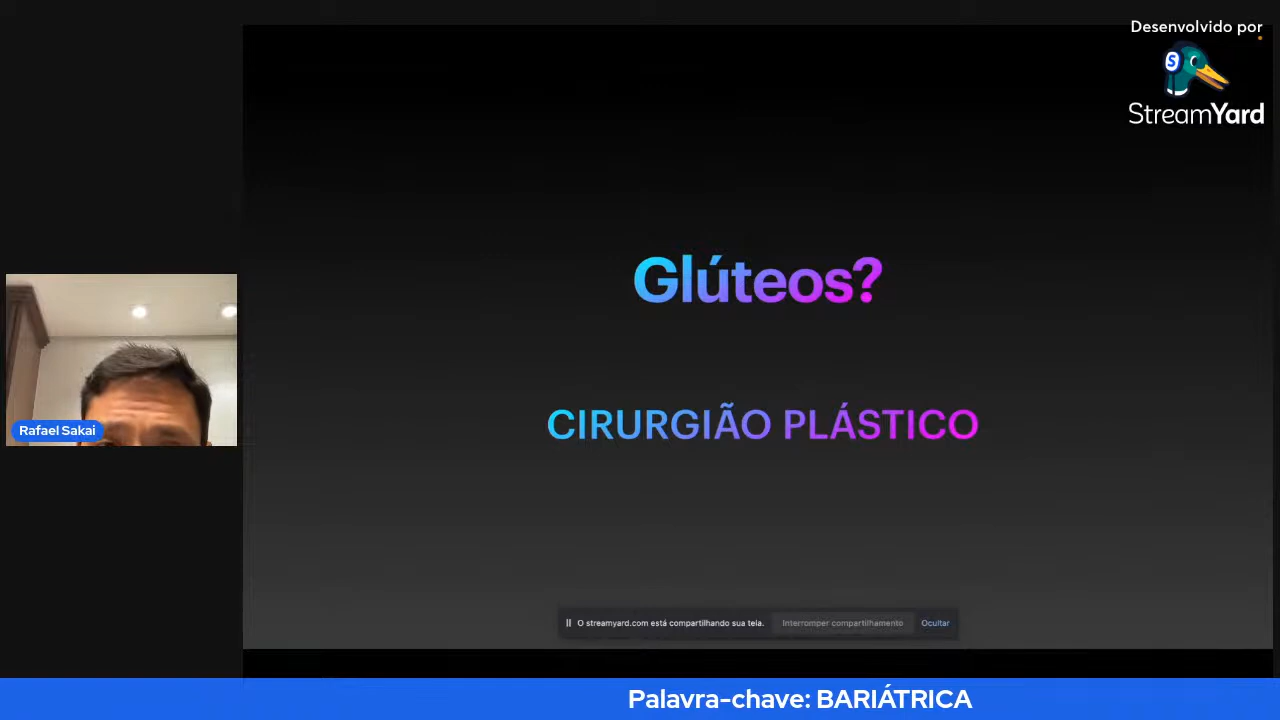 Desenvolvido por
StreamYard
Glúteos?
CIRURGIÃO PLÁSTICO
Rafael Sakai
O streamyard.com está compartilhando sua tela. Interromper compartilhamento Ocultar
Palavra-chave: BARIÁTRICA